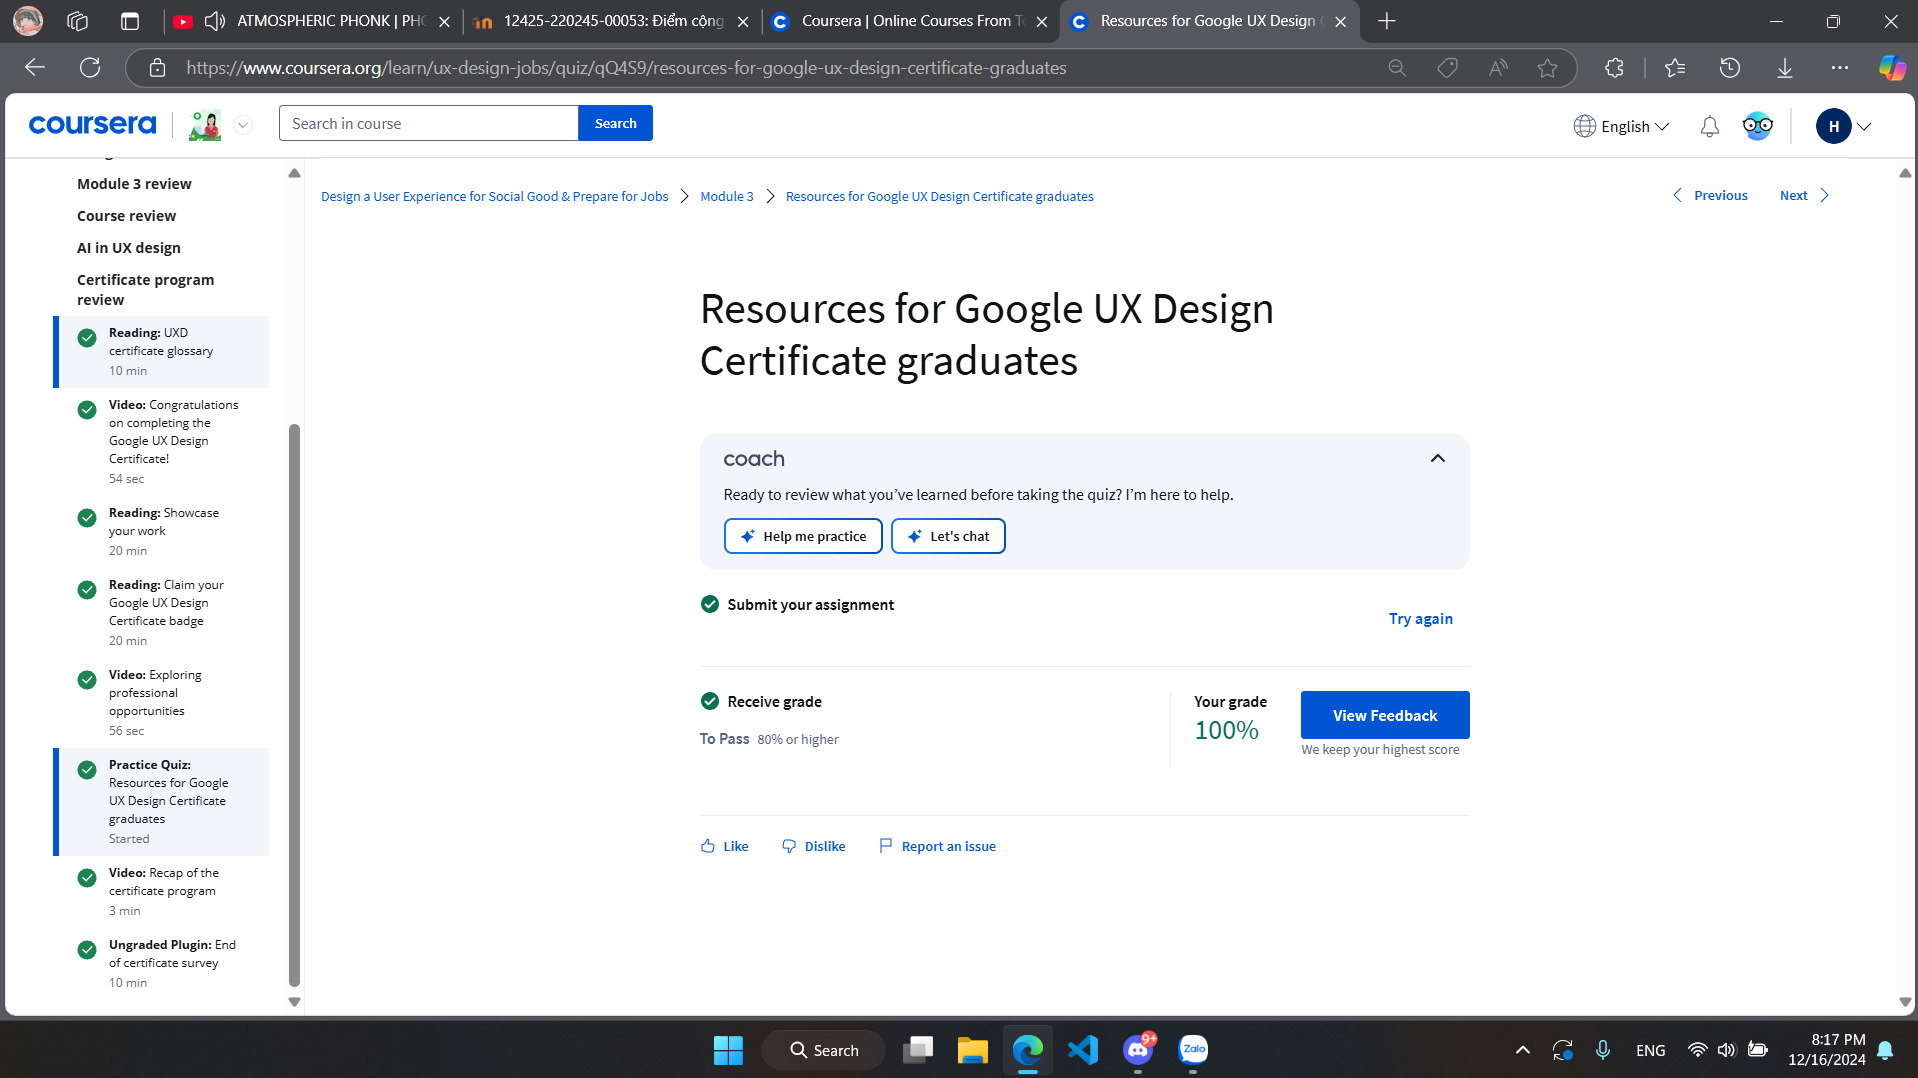 ATMOSPHERIC PHONK | PHO
12425-220245-00053: Điểm cộng
Coursera | Online Courses From To
Resources for Google UX Design C
https://www.coursera.org/learn/ux-design-jobs/quiz/qQ4S9/resources-for-google-ux-design-certificate-graduates
coursera
Search in course
Search
English
H
Module 3 review
Course review
AI in UX design
Certificate program
review
Reading: UXD
certificate glossary
10 min
Video: Congratulations
on completing the
Google UX Design
Certificate!
54 sec
Reading: Showcase
your work
20 min
Reading: Claim your
Google UX Design
Certificate badge
20 min
Video: Exploring
professional
opportunities
56 sec
Practice Quiz:
Resources for Google
UX Design Certificate
graduates
Started
Video: Recap of the
certificate program
3 min
Ungraded Plugin: End
of certificate survey
10 min
Design a User Experience for Social Good & Prepare for Jobs
Module 3
Resources for Google UX Design Certificate graduates
Previous
Next
Resources for Google UX Design
Certificate graduates
coach
Ready to review what you’ve learned before taking the quiz? I’m here to help.
Help me practice
Let's chat
Submit your assignment
Try again
Receive grade
To Pass 80% or higher
Your grade
100%
View Feedback
We keep your highest score
Like
Dislike
Report an issue
Search
9+
Zalo
ENG
8:17 PM
12/16/2024